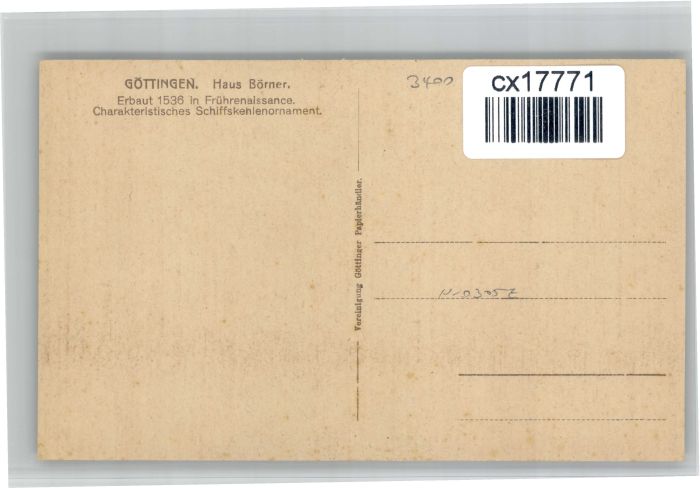 GÖTTINGEN. Haus Börner.
Erbaut 1536 in Frührenaissance.
Charakteristisches Schiffskehlenornament.
3400
cx17771
Vereinigung Göttinger Papierhändler.